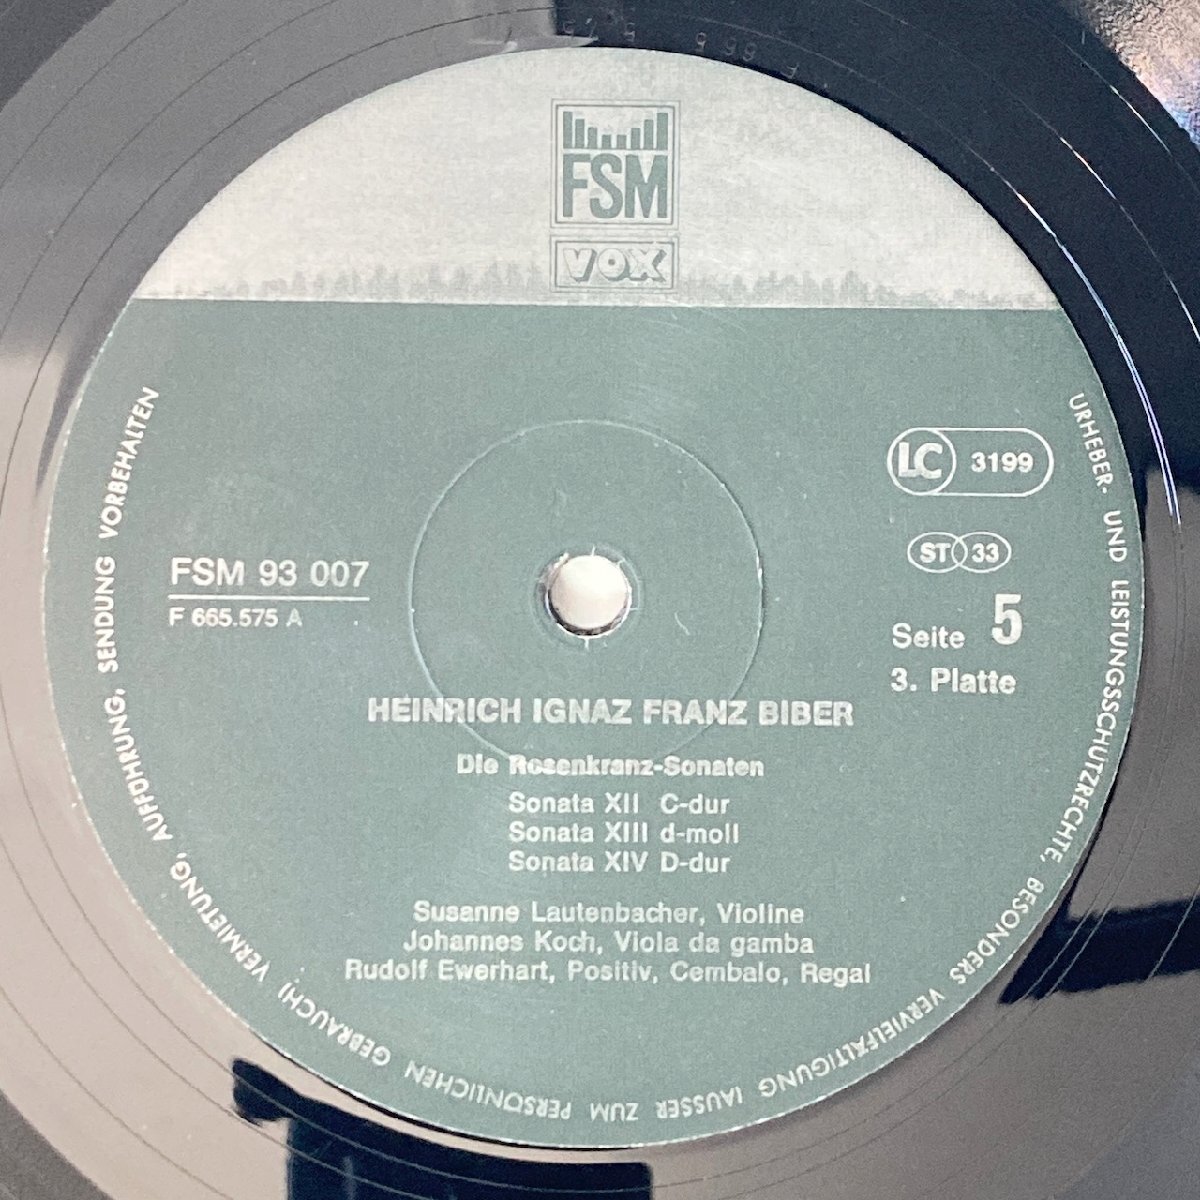 FSM
VOX
LC 3199
ST 33
FSM 93 007
F 665.575 A
Seite 5
3. Platte
HEINRICH IGNAZ FRANZ BIBER
Die Rosenkranz-Sonaten
Sonata XII C-dur
Sonata XIII d-moll
Sonata XIV D-dur
Susanne Lautenbacher, Violine
Johannes Koch, Viola da gamba
Rudolf Ewerhart, Positiv, Cembalo, Regal
URHEBER- UND LEISTUNGSSCHUTZRECHTE, BESONDERS VERVIELFÄLTIGUNG (AUSSER ZUM PERSÖNLICHEN GEBRAUCH) VERMIETUNG, AUFFÜHRUNG, SENDUNG VORBEHALTEN